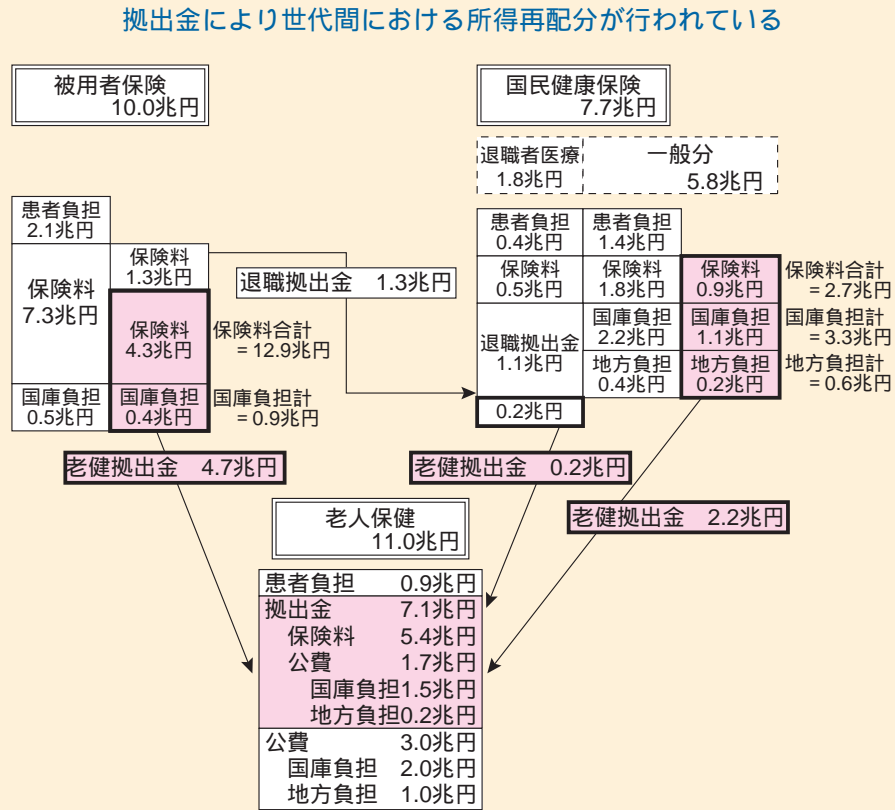 拠出金により世代間における所得再配分が行われている
被用者保険
10.0兆円
国民健康保険
7.7兆円
退職者医療
1.8兆円
一般分
5.8兆円
患者負担
2.1兆円
保険料
7.3兆円
国庫負担
0.5兆円
保険料
1.3兆円
保険料
4.3兆円
国庫負担
0.4兆円
保険料合計
=12.9兆円
国庫負担計
=0.9兆円
退職拠出金 1.3兆円
患者負担
0.4兆円
保険料
0.5兆円
退職拠出金
1.1兆円
0.2兆円
患者負担
1.4兆円
保険料
1.8兆円
国庫負担
2.2兆円
地方負担
0.4兆円
保険料
0.9兆円
国庫負担
1.1兆円
地方負担
0.2兆円
保険料合計
=2.7兆円
国庫負担計
=3.3兆円
地方負担計
=0.6兆円
老健拠出金 4.7兆円
老健拠出金 0.2兆円
老健拠出金 2.2兆円
老人保健
11.0兆円
患者負担 0.9兆円
拠出金 7.1兆円
保険料 5.4兆円
公費 1.7兆円
国庫負担1.5兆円
地方負担0.2兆円
公費 3.0兆円
国庫負担 2.0兆円
地方負担 1.0兆円